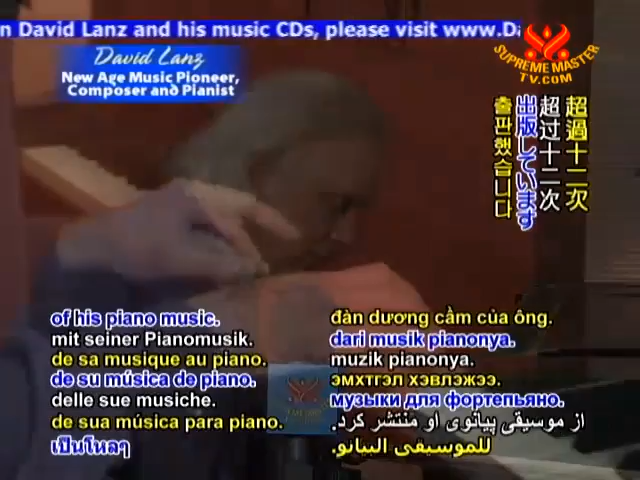 n David Lanz and his music CDs, please visit www.Da
David Lanz
New Age Music Pioneer,
Composer and Pianist
SUPREME MASTER
TV.COM
超過十二次
超过十二次
出版しています
출판했습니다
of his piano music.
mit seiner Pianomusik.
de sa musique au piano.
de su música de piano.
delle sue musiche.
de sua música para piano.
เป็นโหลๆ
đàn dương cầm của ông.
dari musik pianonya.
muzik pianonya.
эмхтгэл хэвлэжээ.
музыки для фортепьяно.
از موسیقی پیانوی او منتشر کرد.
للموسيقى البيانو.